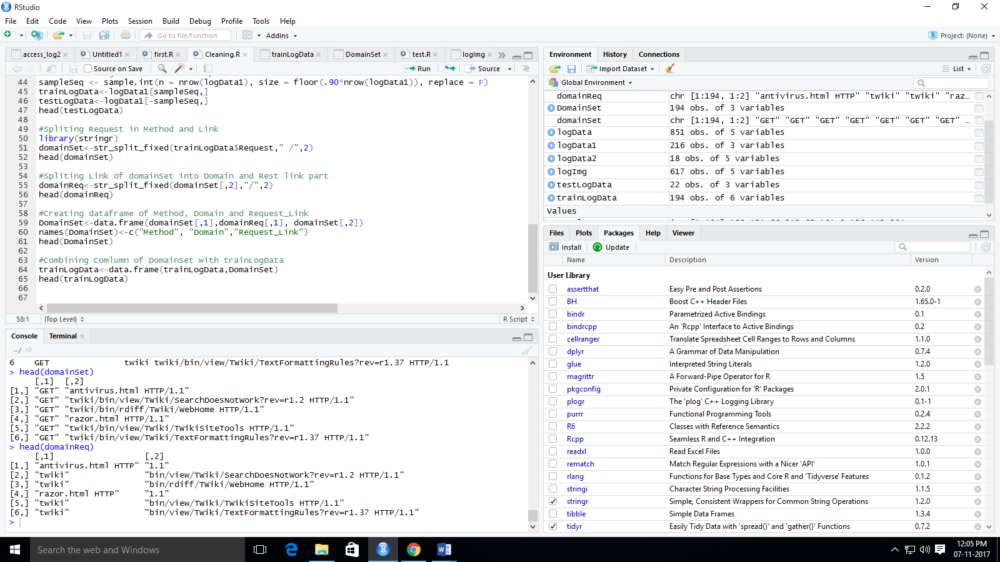 RStudio
File Edit Code View Plots Session Build Debug Profile Tools Help
Go to file/function Addins Project: (None)
access_log2 Untitled1 first.R Cleaning.R trainLogData DomainSet test.R logImg
Source on Save Run Source
44 sampleSeq <- sample.int(n = nrow(logData1), size = floor(.90*nrow(logData1)), replace = F)
45 trainLogData<-logData1[sampleSeq,]
46 testLogData<-logData1[-sampleSeq,]
47 head(testLogData)
48
49 #Spliting Request in Method and Link
50 library(stringr)
51 domainSet<-str_split_fixed(trainLogData$Request," /",2)
52 head(domainSet)
53
54 #Spliting Link of domainSet into Domain and Rest link part
55 domainReq<-str_split_fixed(domainSet[,2],"/",2)
56 head(domainReq)
57
58 #Creating dataframe of Method, Domain and Request_Link
59 DomainSet<-data.frame(domainSet[,1],domainReq[,1], domainSet[,2])
60 names(DomainSet)<-c("Method", "Domain","Request_Link")
61 head(DomainSet)
62
63 #Combining Comlumn of DomainSet with trainLogData
64 trainLogData<-data.frame(trainLogData,DomainSet)
65 head(trainLogData)
66
67
58:1 (Top Level) R Script
Console Terminal
~/
6 GET twiki twiki/bin/view/TWiki/TextFormattingRules?rev=r1.37 HTTP/1.1
> head(domainSet)
[,1] [,2]
[1,] "GET" "antivirus.html HTTP/1.1"
[2,] "GET" "twiki/bin/view/TWiki/SearchDoesNotWork?rev=r1.2 HTTP/1.1"
[3,] "GET" "twiki/bin/rdiff/TWiki/WebHome HTTP/1.1"
[4,] "GET" "razor.html HTTP/1.1"
[5,] "GET" "twiki/bin/view/TWiki/TWikiSiteTools HTTP/1.1"
[6,] "GET" "twiki/bin/view/TWiki/TextFormattingRules?rev=r1.37 HTTP/1.1"
> head(domainReq)
[,1] [,2]
[1,] "antivirus.html HTTP" "1.1"
[2,] "twiki" "bin/view/TWiki/SearchDoesNotWork?rev=r1.2 HTTP/1.1"
[3,] "twiki" "bin/rdiff/TWiki/WebHome HTTP/1.1"
[4,] "razor.html HTTP" "1.1"
[5,] "twiki" "bin/view/TWiki/TWikiSiteTools HTTP/1.1"
[6,] "twiki" "bin/view/TWiki/TextFormattingRules?rev=r1.37 HTTP/1.1"
>
Environment History Connections
Import Dataset List
Global Environment
domainReq chr [1:194, 1:2] "antivirus.html HTTP" "twiki" "twiki" "raz…
DomainSet 194 obs. of 3 variables
domainSet chr [1:194, 1:2] "GET" "GET" "GET" "GET" "GET" "GET" "GET" …
logData 851 obs. of 5 variables
logData1 216 obs. of 3 variables
logData2 18 obs. of 5 variables
logImg 617 obs. of 5 variables
testLogData 22 obs. of 3 variables
trainLogData 194 obs. of 6 variables
Values
Files Plots Packages Help Viewer
Install Update
Name Description Version
User Library
assertthat Easy Pre and Post Assertions 0.2.0
BH Boost C++ Header Files 1.65.0-1
bindr Parametrized Active Bindings 0.1
bindrcpp An 'Rcpp' Interface to Active Bindings 0.2
cellranger Translate Spreadsheet Cell Ranges to Rows and Columns 1.1.0
dplyr A Grammar of Data Manipulation 0.7.4
glue Interpreted String Literals 1.2.0
magrittr A Forward-Pipe Operator for R 1.5
pkgconfig Private Configuration for 'R' Packages 2.0.1
plogr The 'plog' C++ Logging Library 0.1-1
purrr Functional Programming Tools 0.2.4
R6 Classes with Reference Semantics 2.2.2
Rcpp Seamless R and C++ Integration 0.12.13
readxl Read Excel Files 1.0.0
rematch Match Regular Expressions with a Nicer 'API' 1.0.1
rlang Functions for Base Types and Core R and 'Tidyverse' Features 0.1.2
stringi Character String Processing Facilities 1.1.5
stringr Simple, Consistent Wrappers for Common String Operations 1.2.0
tibble Simple Data Frames 1.3.4
tidyr Easily Tidy Data with 'spread()' and 'gather()' Functions 0.7.2
Search the web and Windows
12:05 PM
07-11-2017